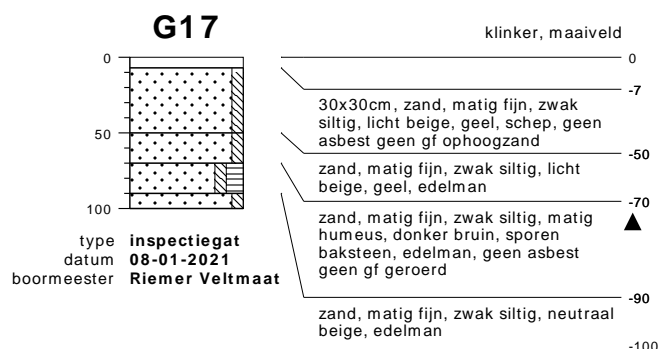 G17
klinker, maaiveld
0
0
-7
30x30cm, zand, matig fijn, zwak
siltig, licht beige, geel, schep, geen
asbest geen gf ophoogzand
50
-50
zand, matig fijn, zwak siltig, licht
beige, geel, edelman
-70
100
zand, matig fijn, zwak siltig, matig
humeus, donker bruin, sporen
baksteen, edelman, geen asbest
geen gf geroerd
type inspectiegat
datum 08-01-2021
boormeester Riemer Veltmaat
-90
zand, matig fijn, zwak siltig, neutraal
beige, edelman
-100